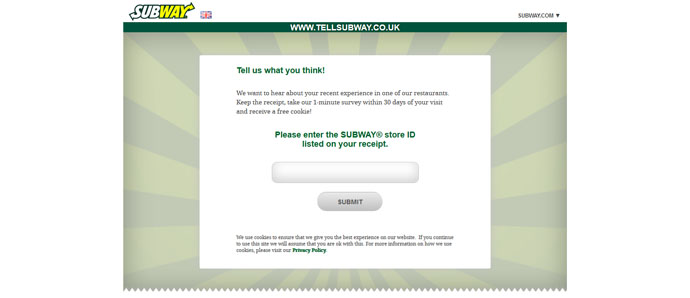 SUBWAY
SUBWAY.COM ▼
WWW.TELLSUBWAY.CO.UK
Tell us what you think!
We want to hear about your recent experience in one of our restaurants.
Keep the receipt, take our 1-minute survey within 30 days of your visit
and receive a free cookie!
Please enter the SUBWAY® store ID
listed on your receipt.
SUBMIT
We use cookies to ensure that we give you the best experience on our website. If you continue
to use this site we will assume that you are ok with this. For more information on how we use
cookies, please visit our Privacy Policy.